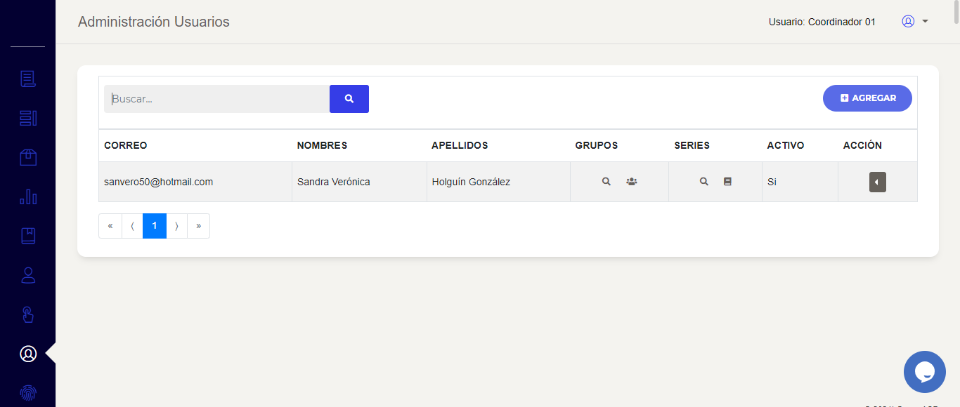 Administración Usuarios
Usuario: Coordinador 01
Buscar...
AGREGAR
CORREO NOMBRES APELLIDOS GRUPOS SERIES ACTIVO ACCIÓN
sanvero50@hotmail.com Sandra Verónica Holguín González Si
« ⟨ 1 ⟩ »